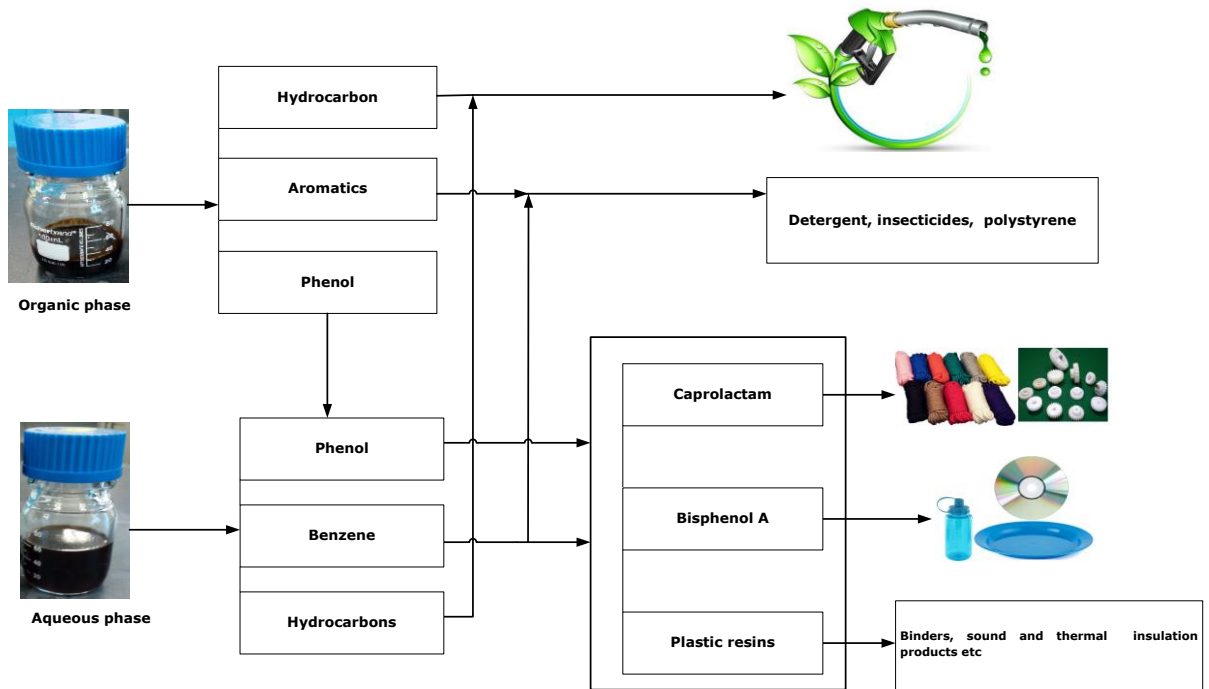 Hydrocarbon
Aromatics
Phenol
Organic phase
Detergent, insecticides, polystyrene
Phenol
Benzene
Hydrocarbons
Aqueous phase
Caprolactam
Bisphenol A
Plastic resins
Binders, sound and thermal insulation
products etc